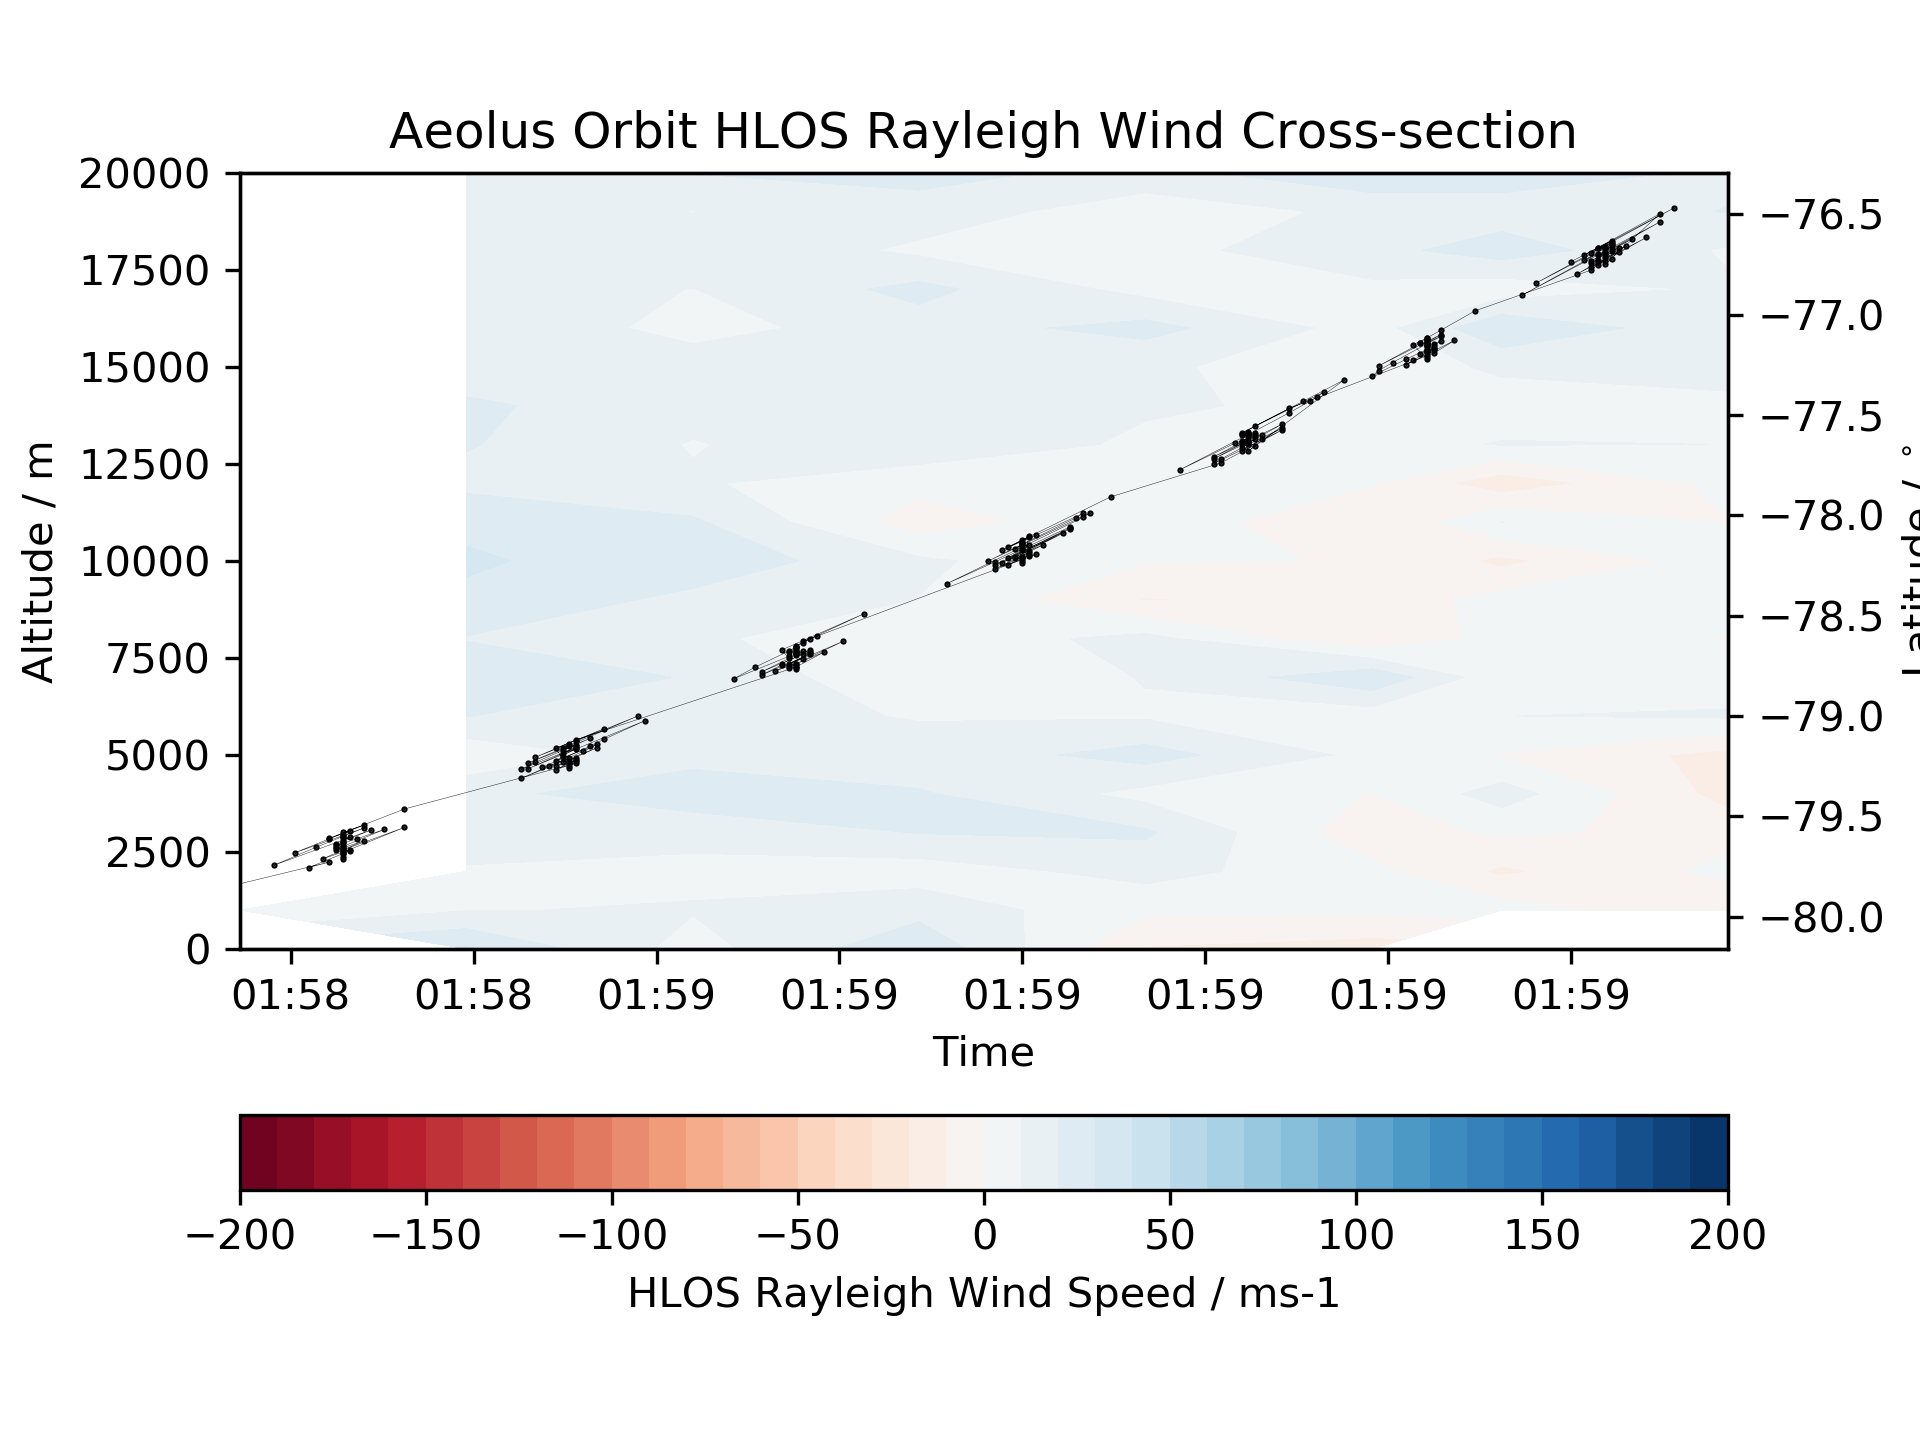 Aeolus Orbit HLOS Rayleigh Wind Cross-section
Altitude / m
20000
17500
15000
12500
10000
7500
5000
2500
0
−76.5
−77.0
−77.5
−78.0
−78.5
−79.0
−79.5
−80.0
Latitude / °
01:58 01:58 01:59 01:59 01:59 01:59 01:59 01:59
Time
−200 −150 −100 −50 0 50 100 150 200
HLOS Rayleigh Wind Speed / ms-1